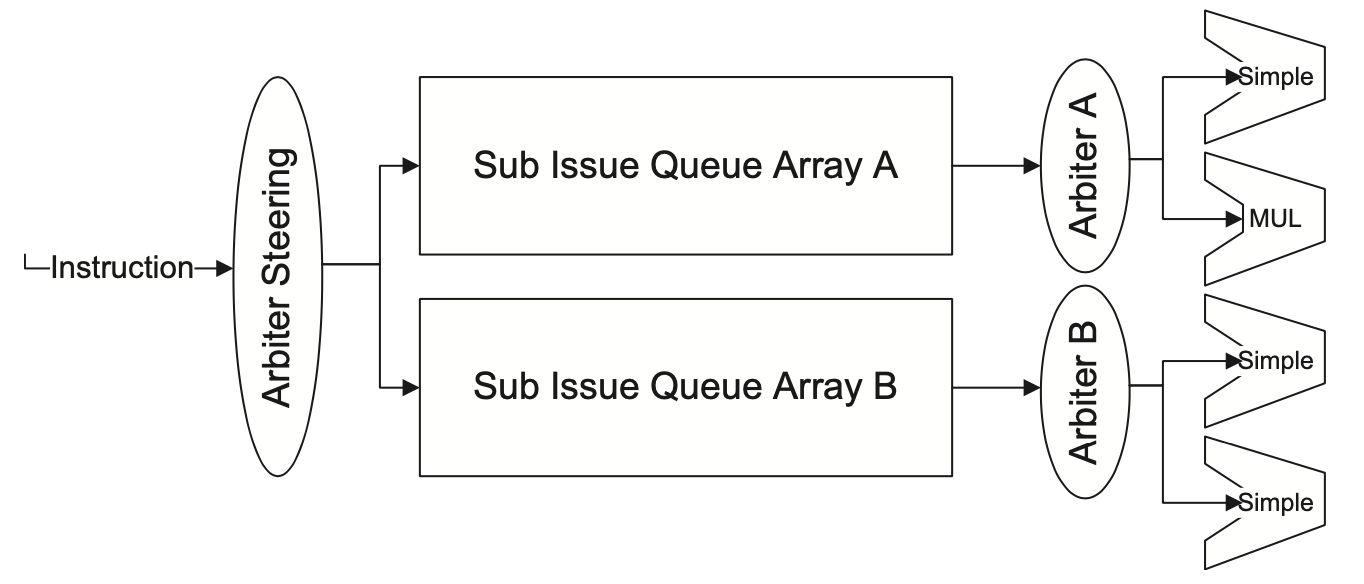 Instruction
Arbiter Steering
Sub Issue Queue Array A
Sub Issue Queue Array B
Arbiter A
Arbiter B
Simple
MUL
Simple
Simple